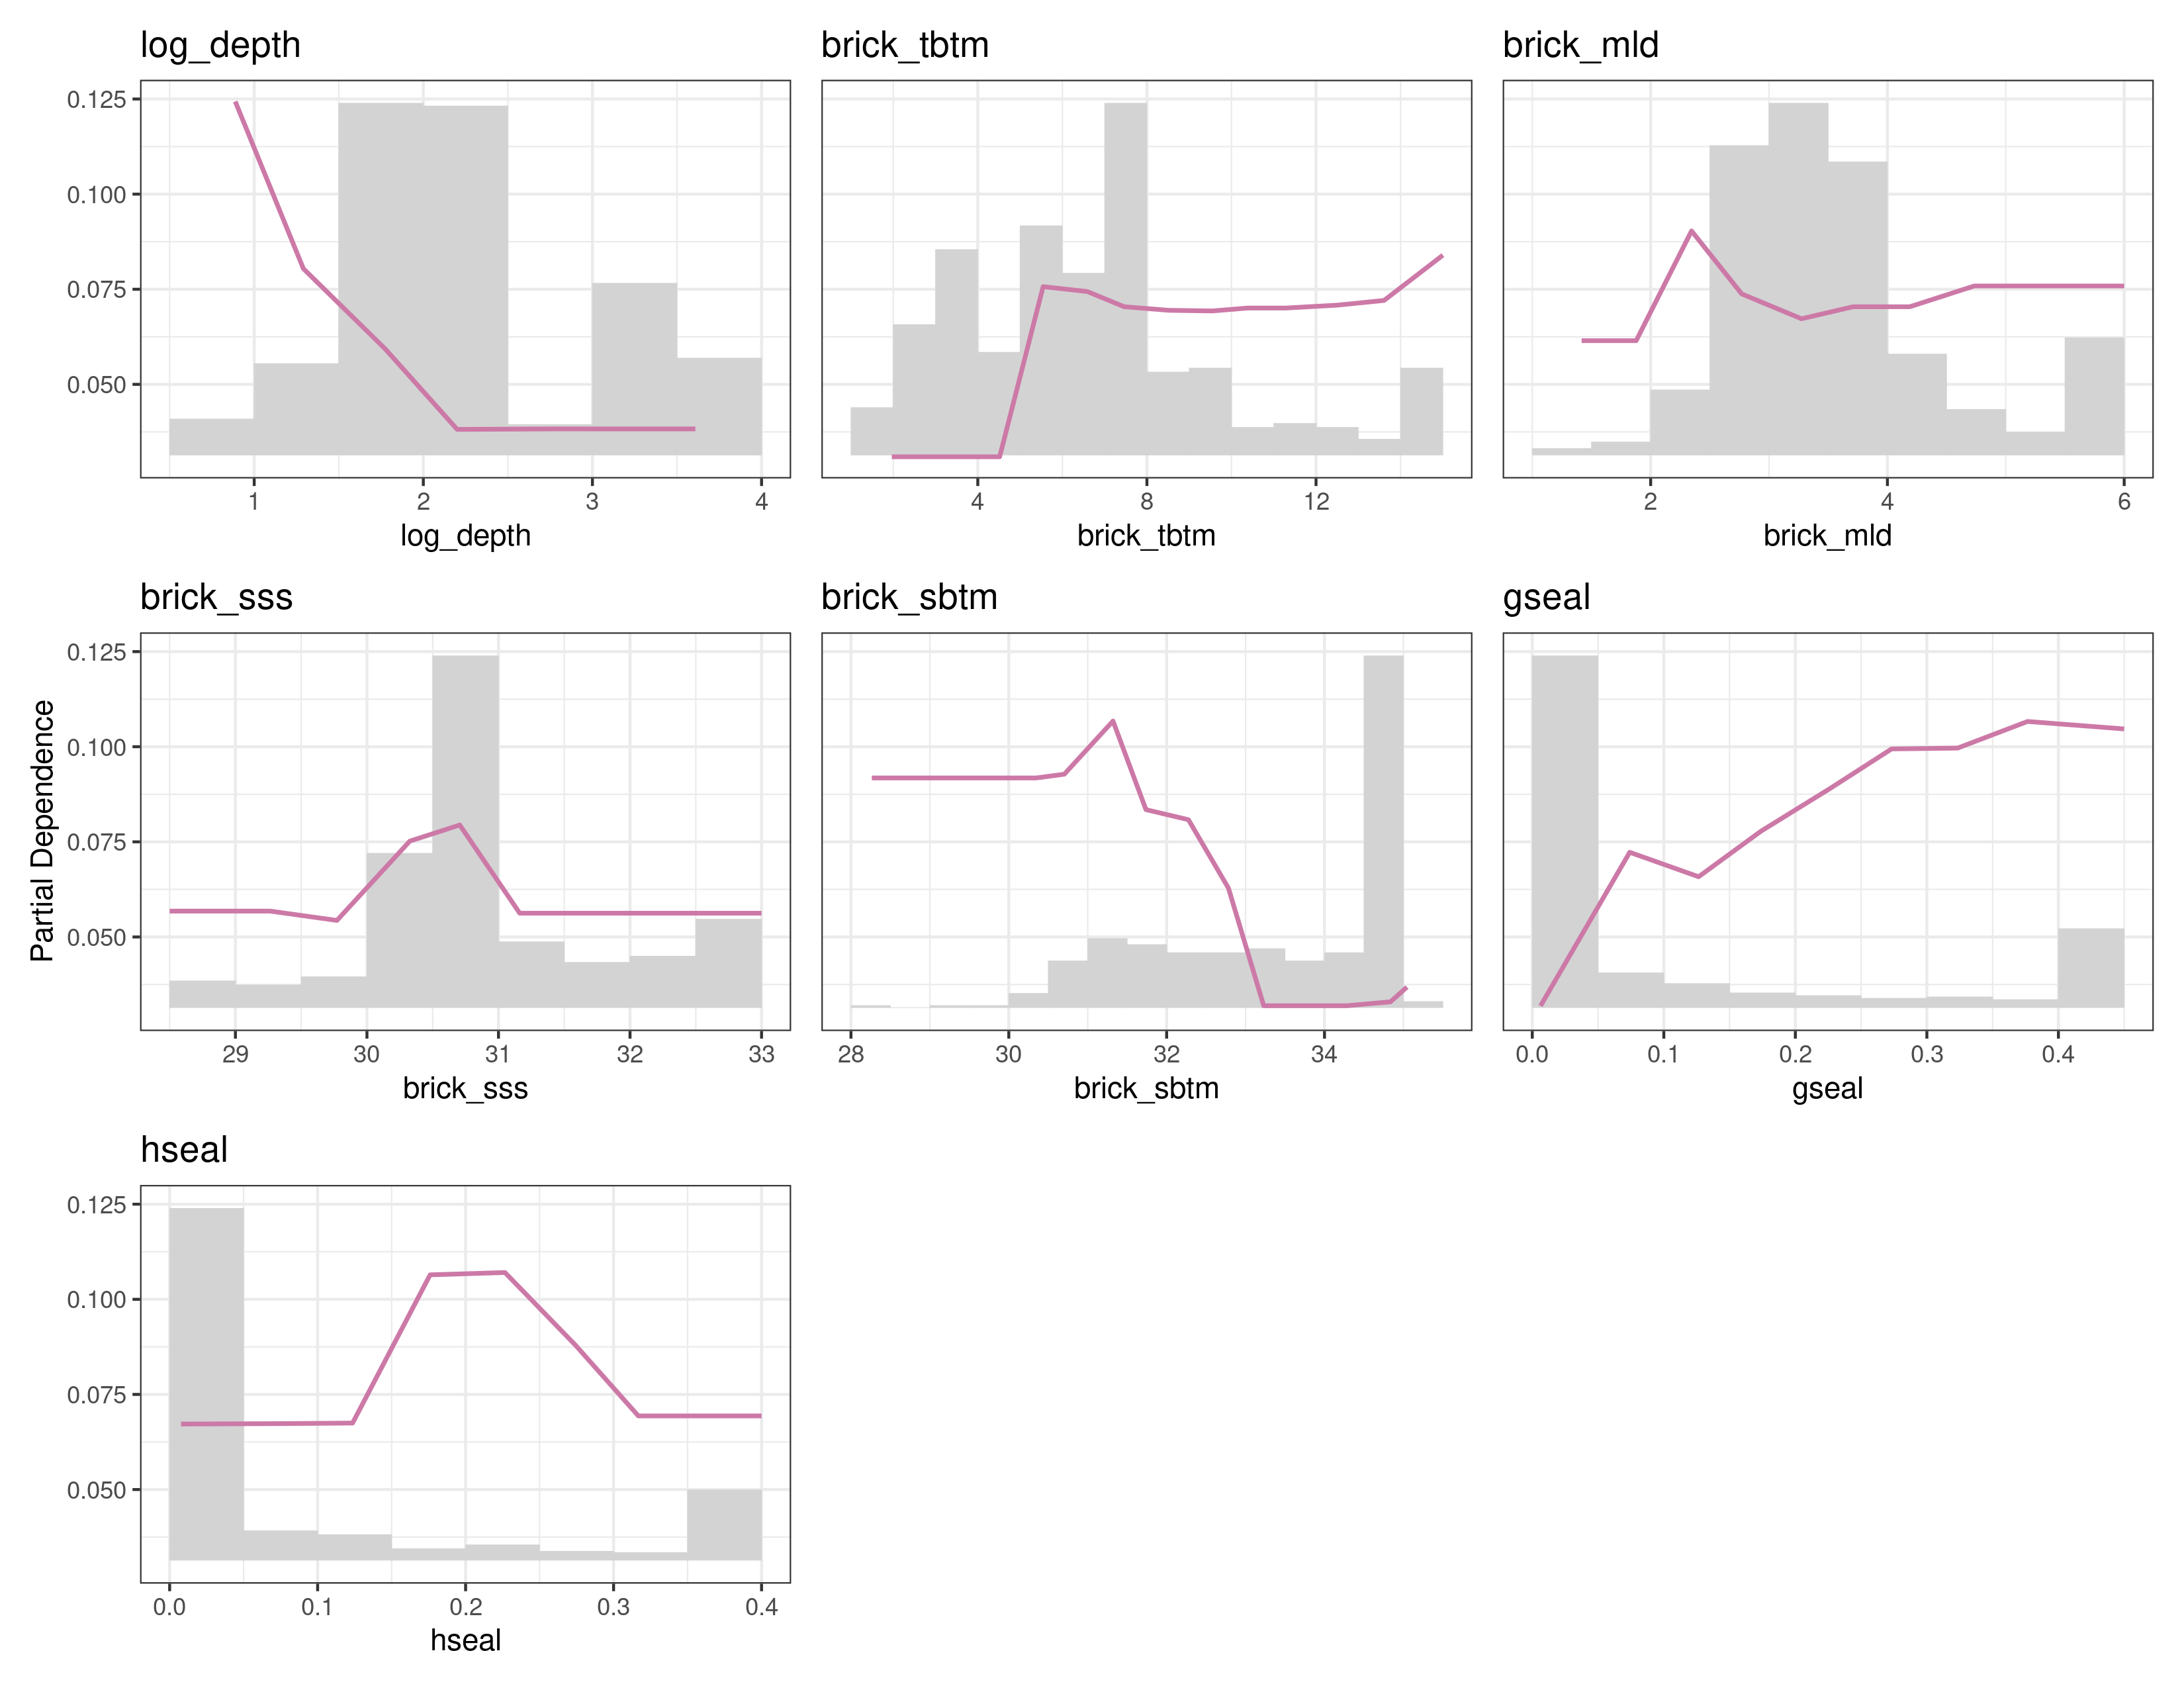 log_depth
brick_tbtm
brick_mld
0.125
0.100
0.075
0.050
1 2 3 4
4 8 12
2 4 6
log_depth
brick_tbtm
brick_mld
brick_sss
brick_sbtm
gseal
Partial Dependence
0.125
0.100
0.075
0.050
29 30 31 32 33
28 30 32 34
0.0 0.1 0.2 0.3 0.4
brick_sss
brick_sbtm
gseal
hseal
0.125
0.100
0.075
0.050
0.0 0.1 0.2 0.3 0.4
hseal